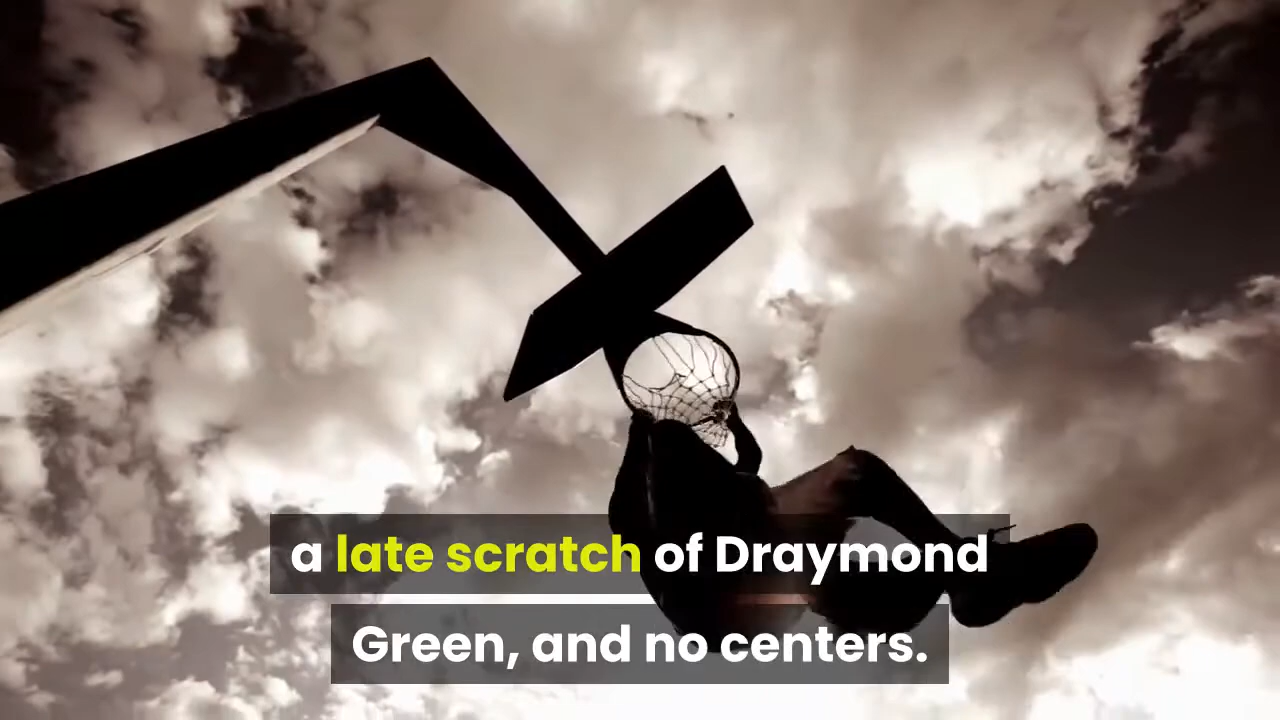 a late scratch of Draymond
Green, and no centers.